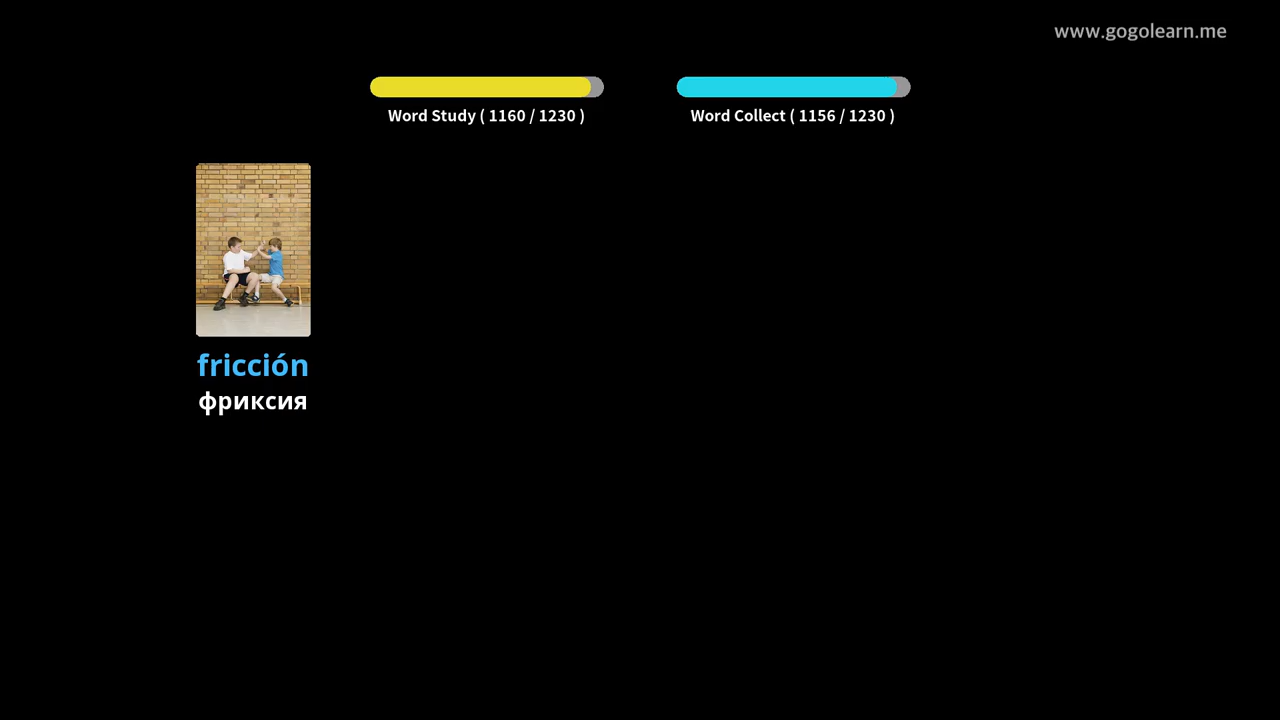 www.gogolearn.me
Word Study ( 1160 / 1230 )
Word Collect ( 1156 / 1230 )
fricción
фриксия